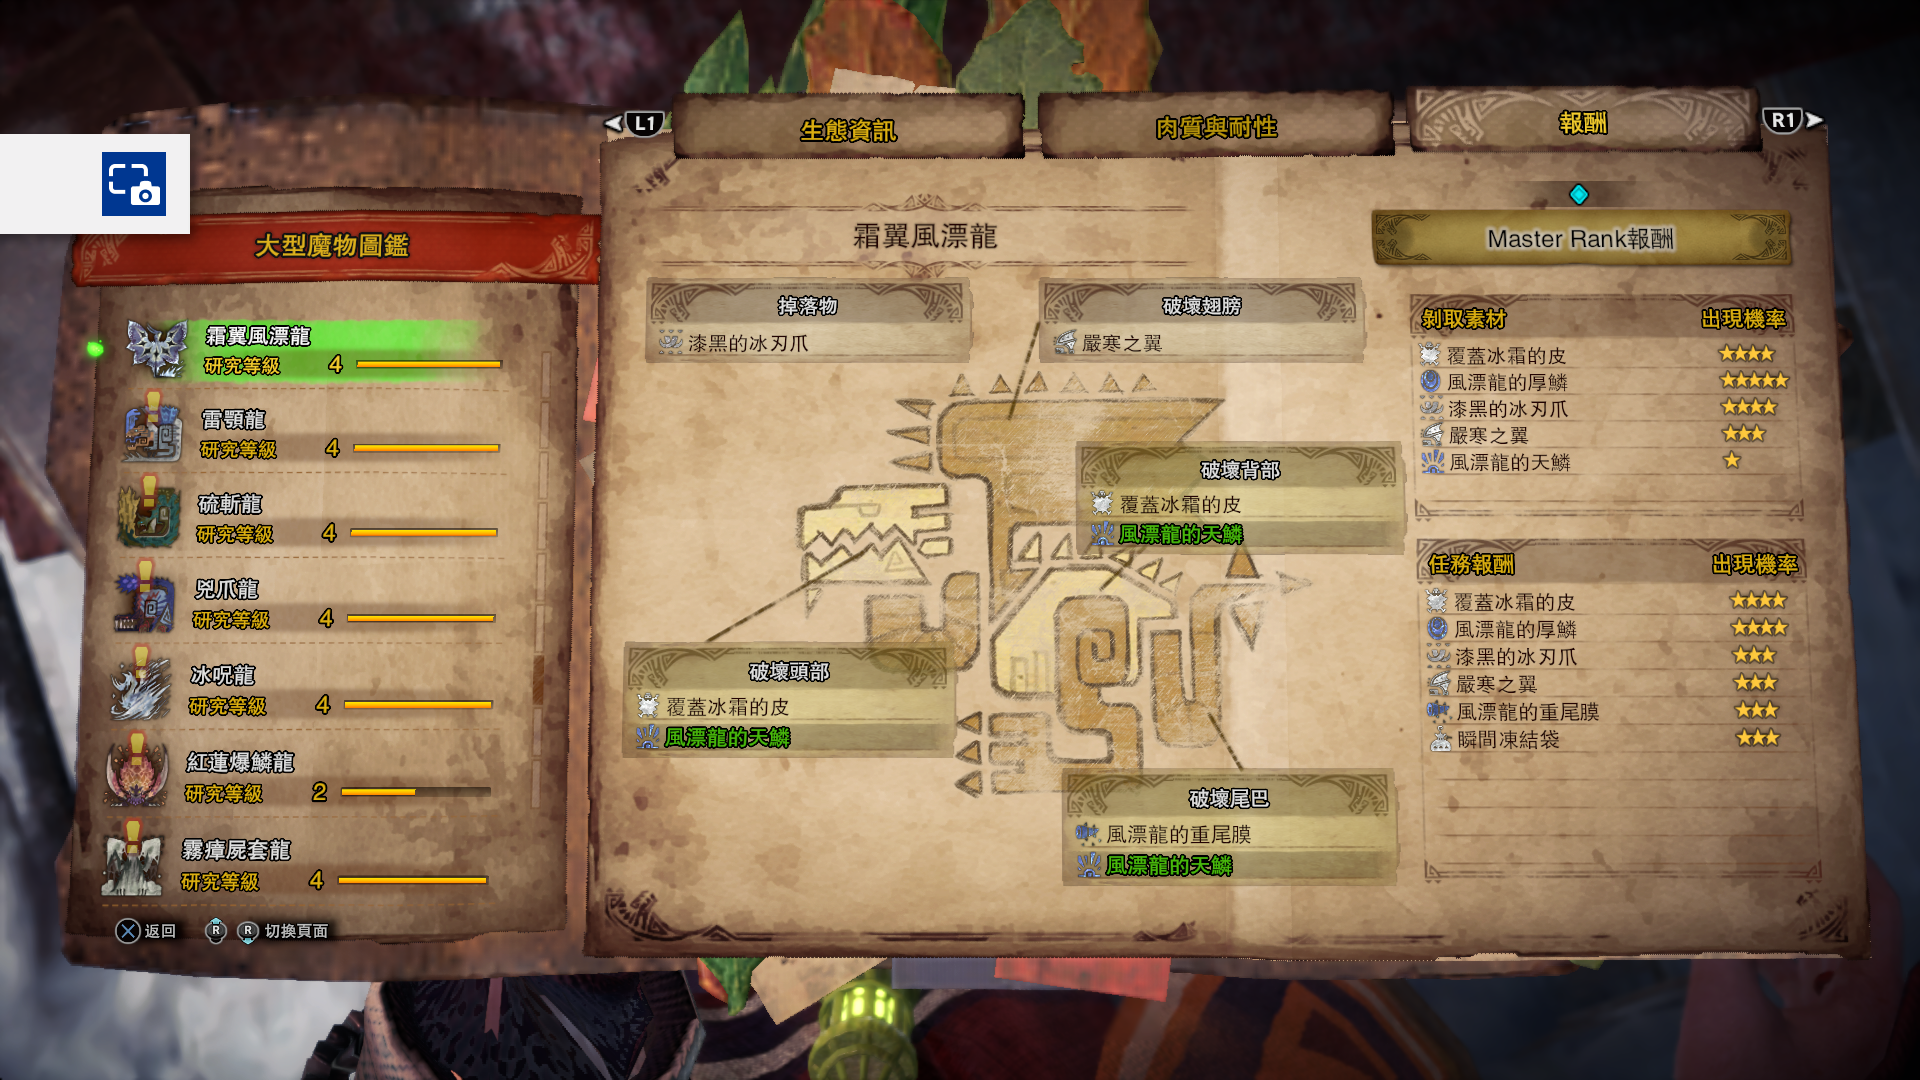 L1
生態資訊
肉質與耐性
報酬
R1
大型魔物圖鑑
霜翼風漂龍
研究等級 4
雷顎龍
研究等級 4
硫斬龍
研究等級 4
兇爪龍
研究等級 4
冰呪龍
研究等級 4
紅蓮爆鱗龍
研究等級 2
霧瘴屍套龍
研究等級 4
返回
R
R
切換頁面
霜翼風漂龍
掉落物
漆黑的冰刃爪
破壞翅膀
嚴寒之翼
破壞背部
覆蓋冰霜的皮
風漂龍的天鱗
破壞頭部
覆蓋冰霜的皮
風漂龍的天鱗
破壞尾巴
風漂龍的重尾膜
風漂龍的天鱗
Master Rank報酬
剝取素材 出現機率
覆蓋冰霜的皮
風漂龍的厚鱗
漆黑的冰刃爪
嚴寒之翼
風漂龍的天鱗
任務報酬 出現機率
覆蓋冰霜的皮
風漂龍的厚鱗
漆黑的冰刃爪
嚴寒之翼
風漂龍的重尾膜
瞬間凍結袋